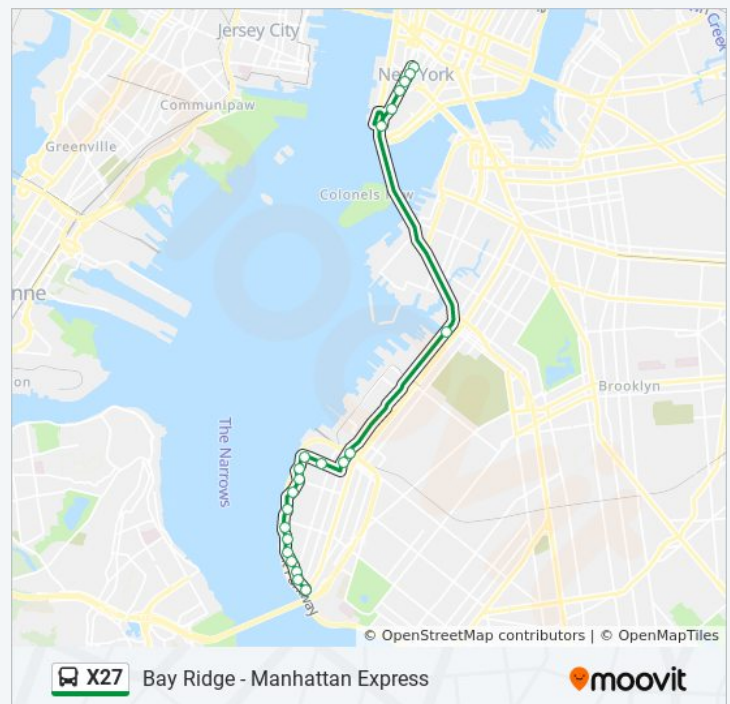 Jersey City
New York
Communipaw
Greenville
Colonels Row
nne
on
Brooklyn
The Narrows
© OpenStreetMap contributors | © OpenMapTiles
X27 Bay Ridge - Manhattan Express
moovit